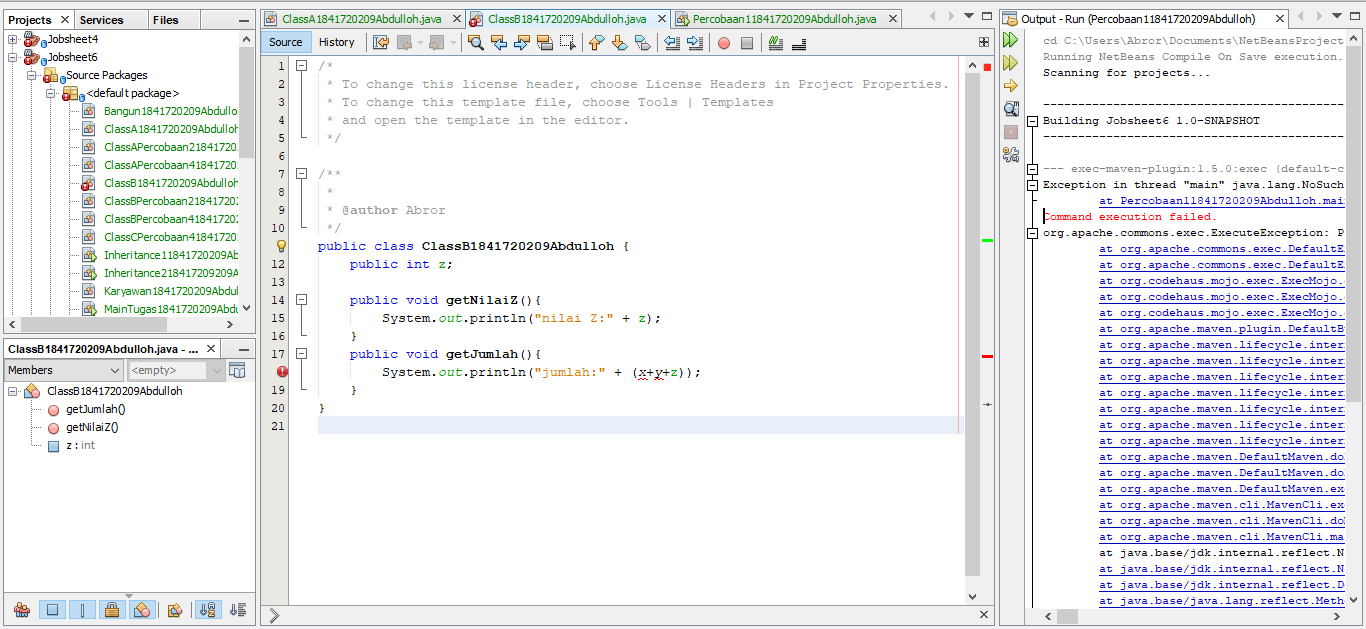 Projects
Services
Files
Jobsheet4
Jobsheet6
Source Packages
<default package>
Bangun1841720209Abdullo
ClassA1841720209Abdulloh
ClassAPercobaan21841720
ClassAPercobaan41841720
ClassB1841720209Abdulloh
ClassBPercobaan21841720
ClassBPercobaan41841720
ClassCPercobaan41841720
Inheritance11841720209Ab
Inheritance218417209209A
Karyawan1841720209Abdul
MainTugas1841720209Abdu
ClassB1841720209Abdulloh.java - ...
Members
<empty>
ClassB1841720209Abdulloh
getJumlah()
getNilaiZ()
z : int
ClassA1841720209Abdulloh.java
ClassB1841720209Abdulloh.java
Percobaan11841720209Abdulloh.java
Source
History
1 /*
2 * To change this license header, choose License Headers in Project Properties.
3 * To change this template file, choose Tools | Templates
4 * and open the template in the editor.
5 */
6
7 /**
8 *
9 * @author Abror
10 */
public class ClassB1841720209Abdulloh {
12 public int z;
13
14 public void getNilaiZ(){
15 System.out.println("nilai Z:" + z);
16 }
17 public void getJumlah(){
System.out.println("jumlah:" + (x+y+z));
19 }
20 }
21
Output - Run (Percobaan11841720209Abdulloh)
cd C:\Users\Abror\Documents\NetBeansProject
Running NetBeans Compile On Save execution.
Scanning for projects...
------------------------------------------
Building Jobsheet6 1.0-SNAPSHOT
------------------------------------------
--- exec-maven-plugin:1.5.0:exec (default-c
Exception in thread "main" java.lang.NoSuch
at Percobaan11841720209Abdulloh.mai
Command execution failed.
org.apache.commons.exec.ExecuteException: P
at org.apache.commons.exec.DefaultE
at org.apache.commons.exec.DefaultE
at org.codehaus.mojo.exec.ExecMojo.
at org.codehaus.mojo.exec.ExecMojo.
at org.codehaus.mojo.exec.ExecMojo.
at org.apache.maven.plugin.DefaultB
at org.apache.maven.lifecycle.inter
at org.apache.maven.lifecycle.inter
at org.apache.maven.lifecycle.inter
at org.apache.maven.lifecycle.inter
at org.apache.maven.lifecycle.inter
at org.apache.maven.lifecycle.inter
at org.apache.maven.lifecycle.inter
at org.apache.maven.DefaultMaven.do
at org.apache.maven.DefaultMaven.do
at org.apache.maven.DefaultMaven.ex
at org.apache.maven.cli.MavenCli.ex
at org.apache.maven.cli.MavenCli.do
at org.apache.maven.cli.MavenCli.ma
at java.base/jdk.internal.reflect.N
at java.base/jdk.internal.reflect.N
at java.base/jdk.internal.reflect.D
at java.base/java.lang.reflect.Meth